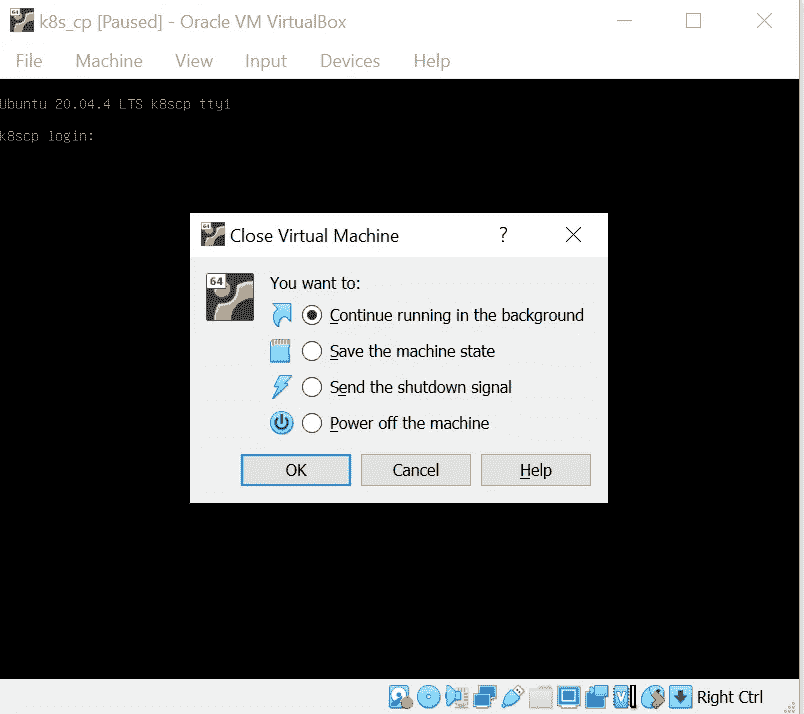 k8s_cp [Paused] - Oracle VM VirtualBox
File Machine View Input Devices Help
Ubuntu 20.04.4 LTS k8scp tty1
k8scp login:
64
Close Virtual Machine ?
64
You want to:
Continue running in the background
Save the machine state
Send the shutdown signal
Power off the machine
OK Cancel Help
Right Ctrl